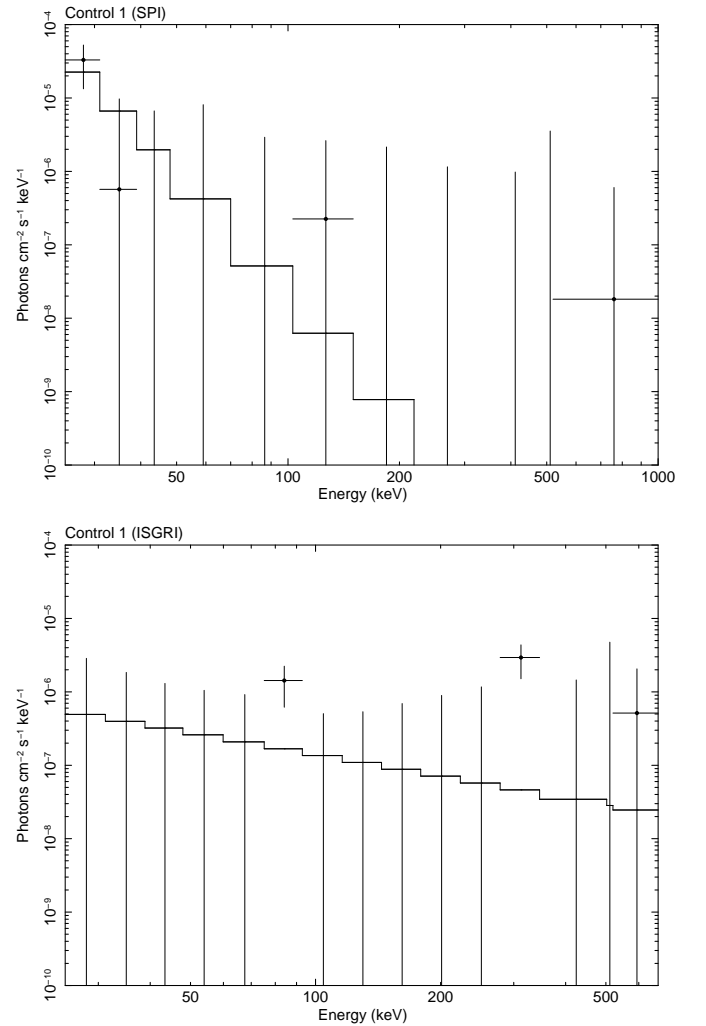 Control 1 (SPI)
10⁻⁴
10⁻⁵
10⁻⁶
10⁻⁷
10⁻⁸
10⁻⁹
10⁻¹⁰
Photons cm⁻² s⁻¹ keV⁻¹
50 100 200 500 1000
Energy (keV)
Control 1 (ISGRI)
10⁻⁴
10⁻⁵
10⁻⁶
10⁻⁷
10⁻⁸
10⁻⁹
10⁻¹⁰
Photons cm⁻² s⁻¹ keV⁻¹
50 100 200 500
Energy (keV)